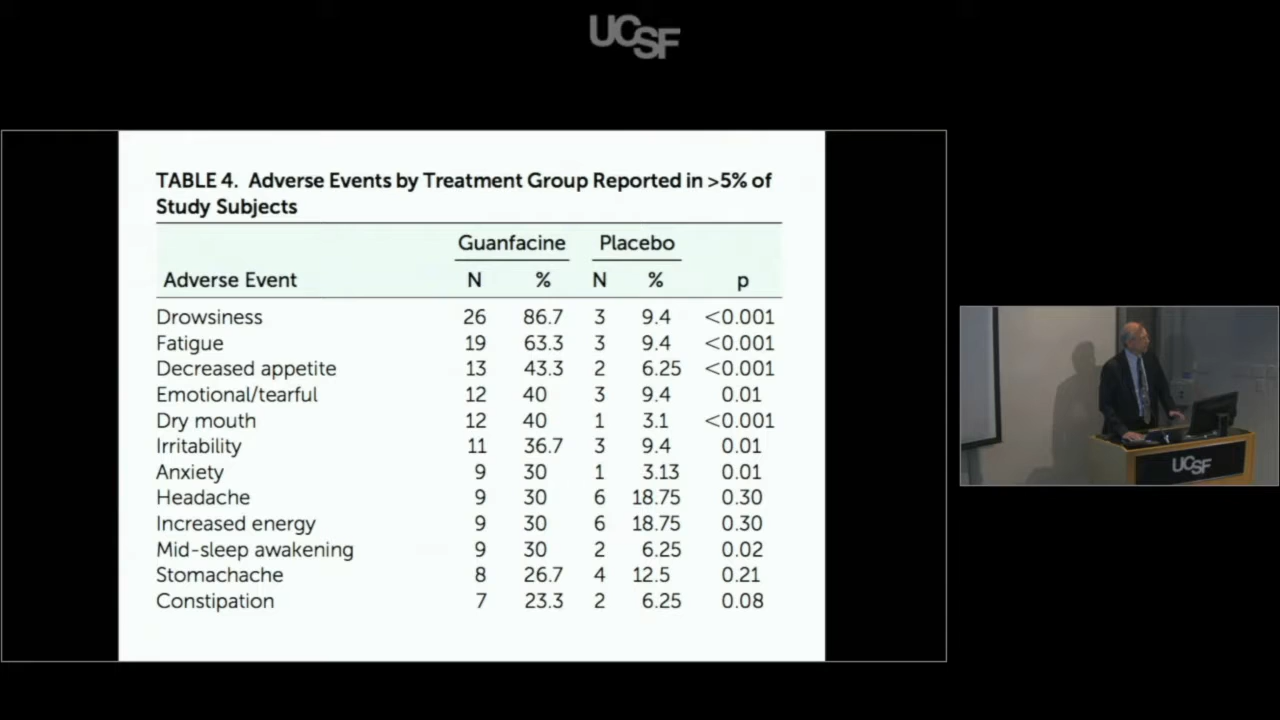 UCSF
TABLE 4. Adverse Events by Treatment Group Reported in >5% of
Study Subjects
Guanfacine Placebo
Adverse Event N % N % p
Drowsiness 26 86.7 3 9.4 <0.001
Fatigue 19 63.3 3 9.4 <0.001
Decreased appetite 13 43.3 2 6.25 <0.001
Emotional/tearful 12 40 3 9.4 0.01
Dry mouth 12 40 1 3.1 <0.001
Irritability 11 36.7 3 9.4 0.01
Anxiety 9 30 1 3.13 0.01
Headache 9 30 6 18.75 0.30
Increased energy 9 30 6 18.75 0.30
Mid-sleep awakening 9 30 2 6.25 0.02
Stomachache 8 26.7 4 12.5 0.21
Constipation 7 23.3 2 6.25 0.08
UCSF